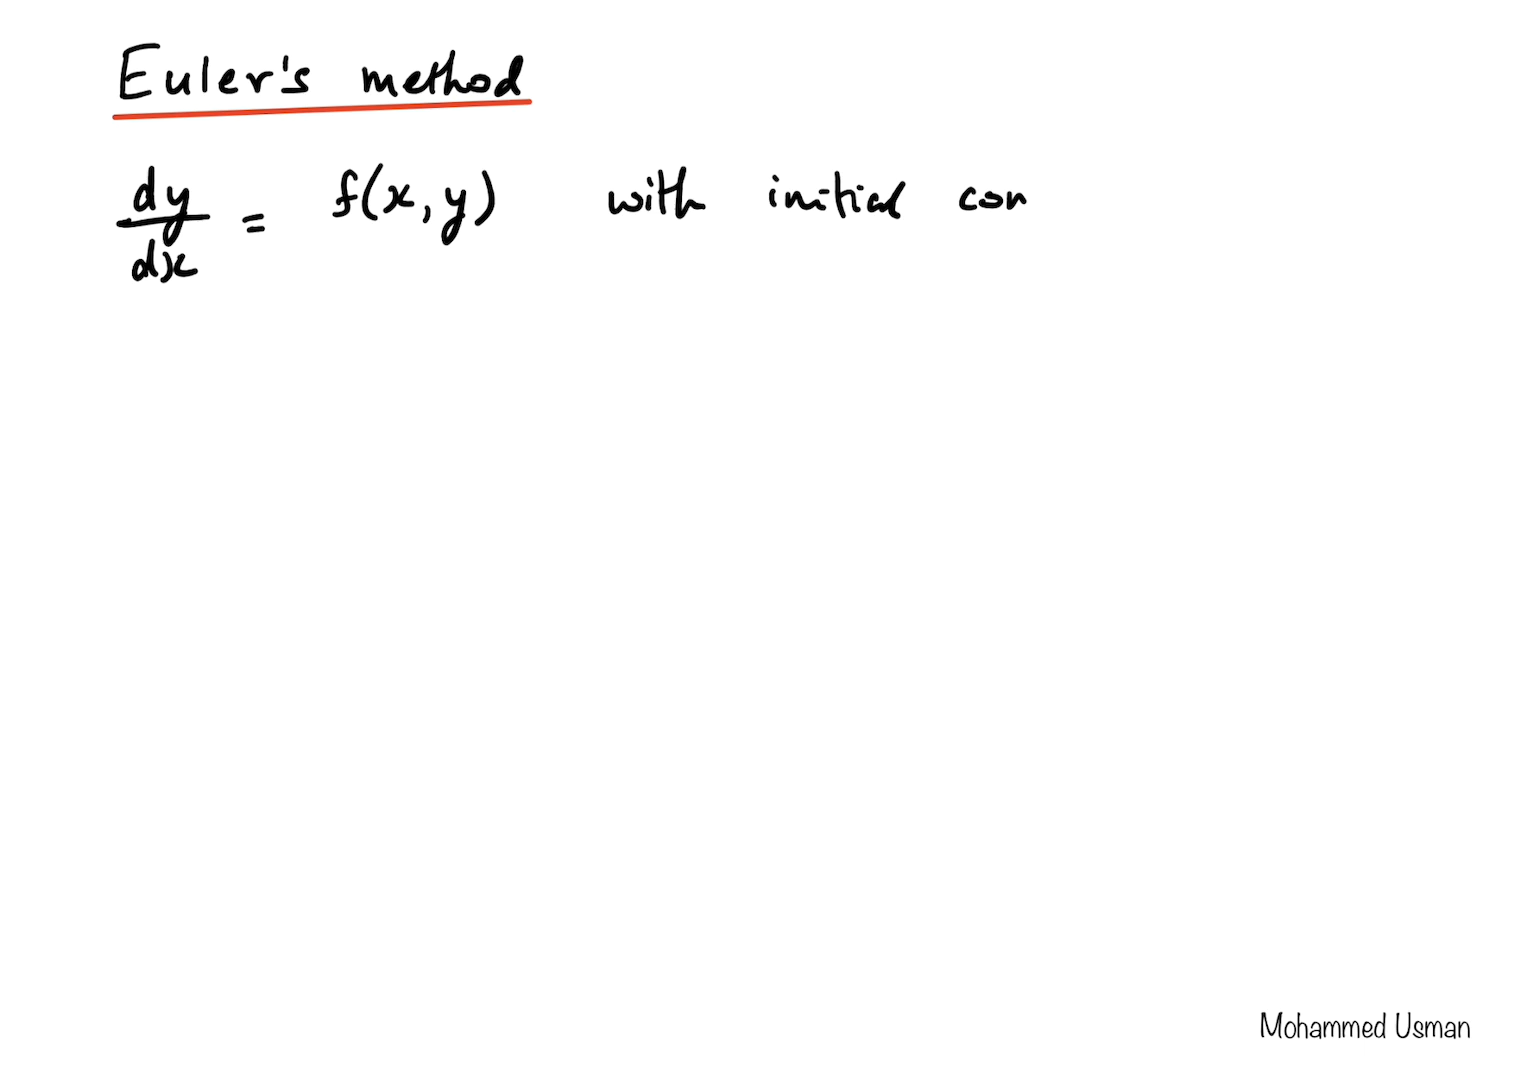 Euler's method
dy/dx = f(x,y) with initial con
Mohammed Usman